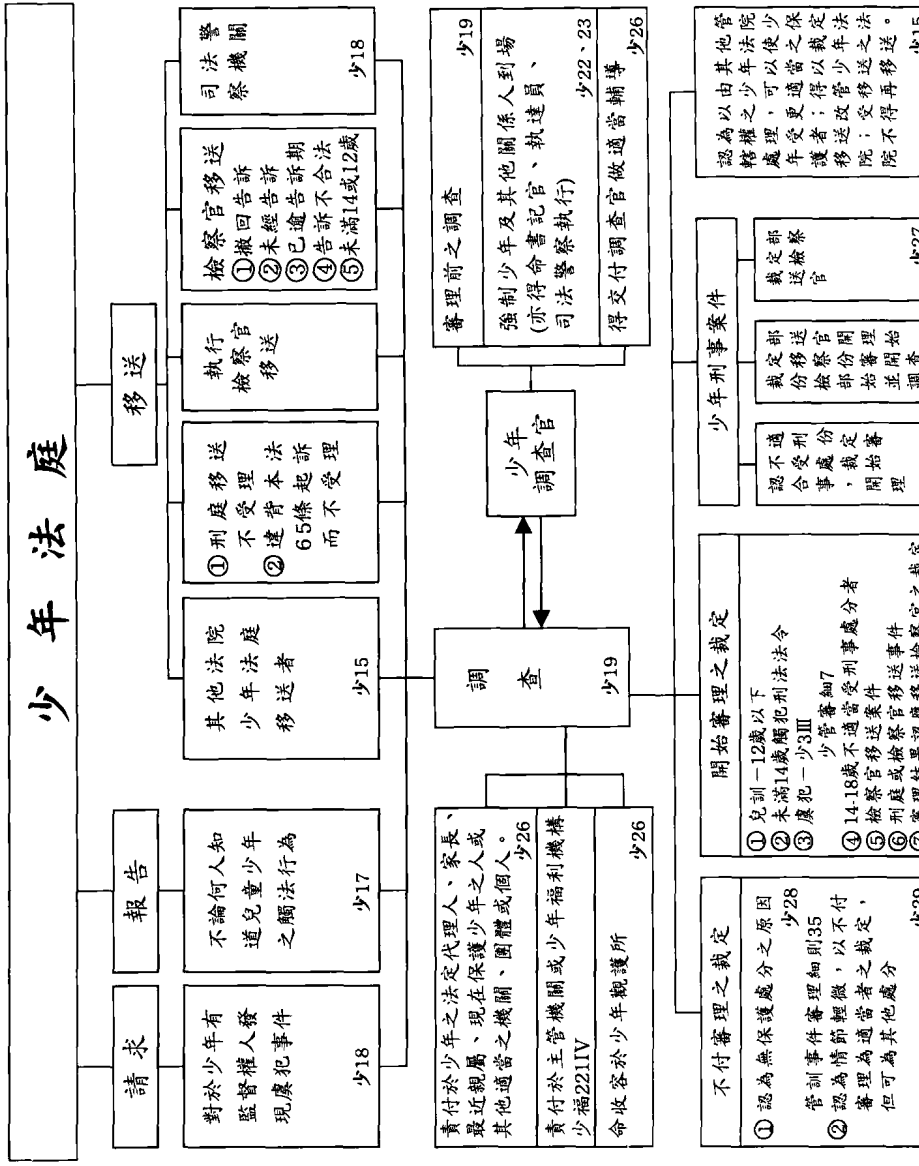 少年法庭
請求
報告
移送
對於少年有
監督權人發
現虞犯事件
少18
不論何人知
道兒童少年
之觸法行為
少17
其他法院
少年法庭
移送者
少15
①刑庭移送
不受理
②違背本法
65條起訴
而不受理
執行
檢察官
移送
檢察官移送
①撤回告訴
②未經告訴
③已逾告訴期
④告訴不合法
⑤未滿14或12歲
司法警
察機關
少18
責付於少年之法定代理人、家長、
最近親屬、現在保護少年之人或
其他適當之機關、團體或個人。
少26
責付於主管機關或少年福利機構
少福221IV
命收容於少年觀護所
少26
調查
少19
少年
調查官
審理前之調查
少19
強制少年及其他關係人到場
(亦得命書記官、執達員、
司法警察執行)
少22、23
得交付調查官做適當輔導
少26
不付審理之裁定
①認為無保護處分之原因
少28
管訓事件審理細則35
②認為情節輕微，以不付
審理為適當者之裁定，
但可為其他處分
開始審理之裁定
①兒訓－12歲以下
②未滿14歲觸犯刑法法令
③虞犯－少3III
少管審細7
④14-18歲不適當受刑事處分者
⑤檢察官移送案件
⑥刑庭或檢察官移送事件
少年刑事案件
認不適
合受刑
事處份
，裁定
開始審
理
裁定部
份移送
檢察官
部份開
始審理
並開始
調查
裁定部
送檢察
官
少27
認為以由其他管
轄權之少年法院
處理，可以使少
年受更適當之保
護者；得以裁定
移送改管少年法
院；受移送之法
院不得再移送。
少15